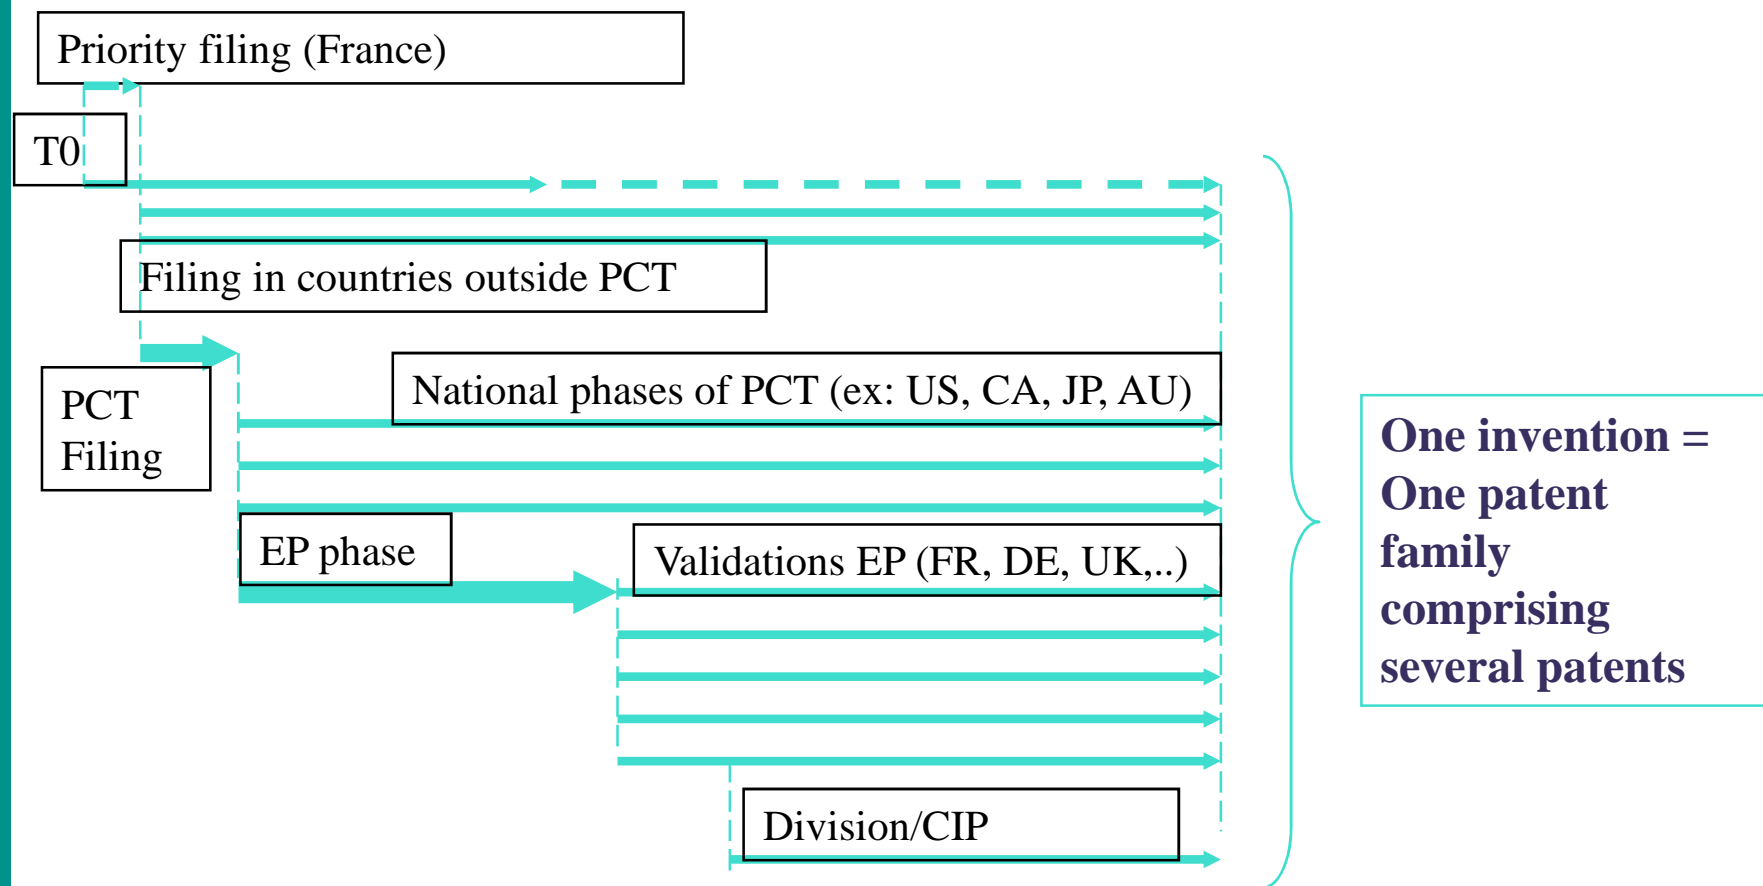 Priority filing (France)
T0
Filing in countries outside PCT
PCT
Filing
National phases of PCT (ex: US, CA, JP, AU)
EP phase
Validations EP (FR, DE, UK,..)
Division/CIP
One invention =
One patent
family
comprising
several patents